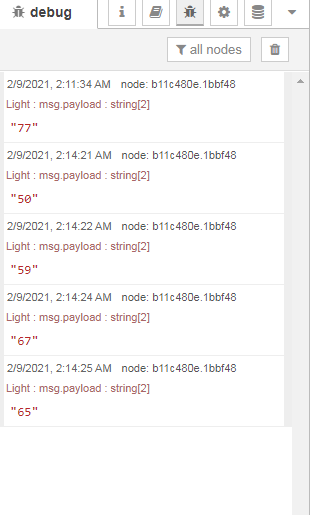 debug
all nodes
2/9/2021, 2:11:34 AM node: b11c480e.1bbf48
Light : msg.payload : string[2]
"77"
2/9/2021, 2:14:21 AM node: b11c480e.1bbf48
Light : msg.payload : string[2]
"50"
2/9/2021, 2:14:22 AM node: b11c480e.1bbf48
Light : msg.payload : string[2]
"59"
2/9/2021, 2:14:24 AM node: b11c480e.1bbf48
Light : msg.payload : string[2]
"67"
2/9/2021, 2:14:25 AM node: b11c480e.1bbf48
Light : msg.payload : string[2]
"65"